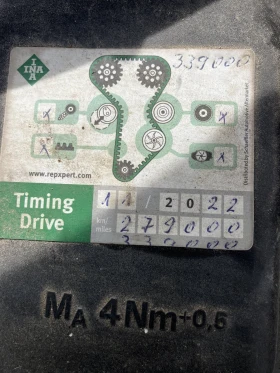 INA
339000
x
x
x
x
Distributed by Schaeffler Automotive Aftermarket
www.repxpert.com
Timing Drive
11/2022
km/miles
279000
339000
MA 4Nm+0,5